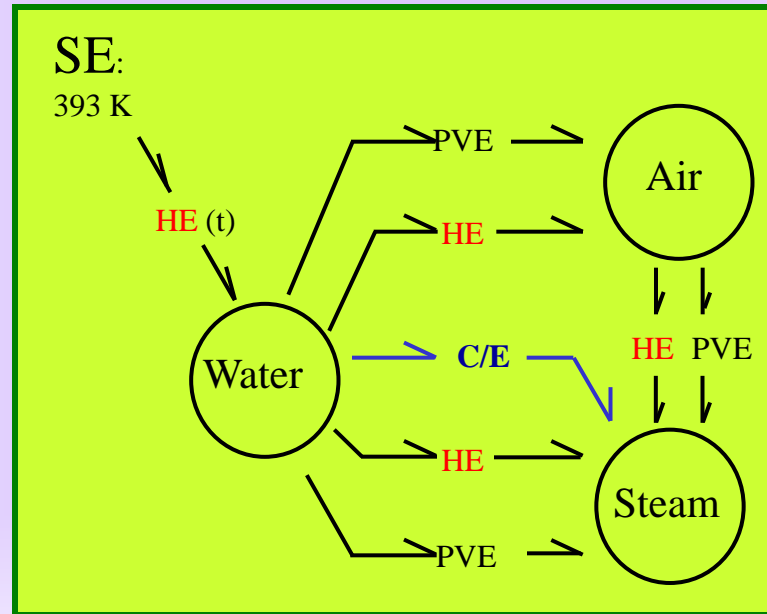 SE:
393 K
PVE
Air
HE (t)
HE
HE PVE
C/E
Water
HE
Steam
PVE